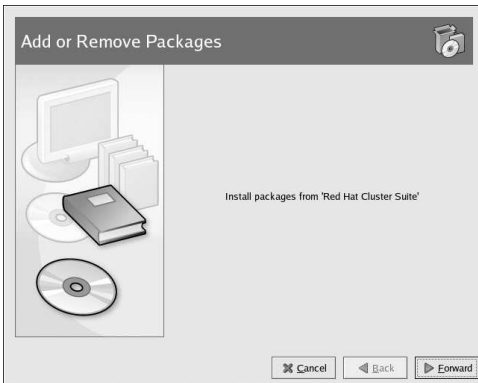 Add or Remove Packages
Install packages from 'Red Hat Cluster Suite'
Cancel
Back
Forward